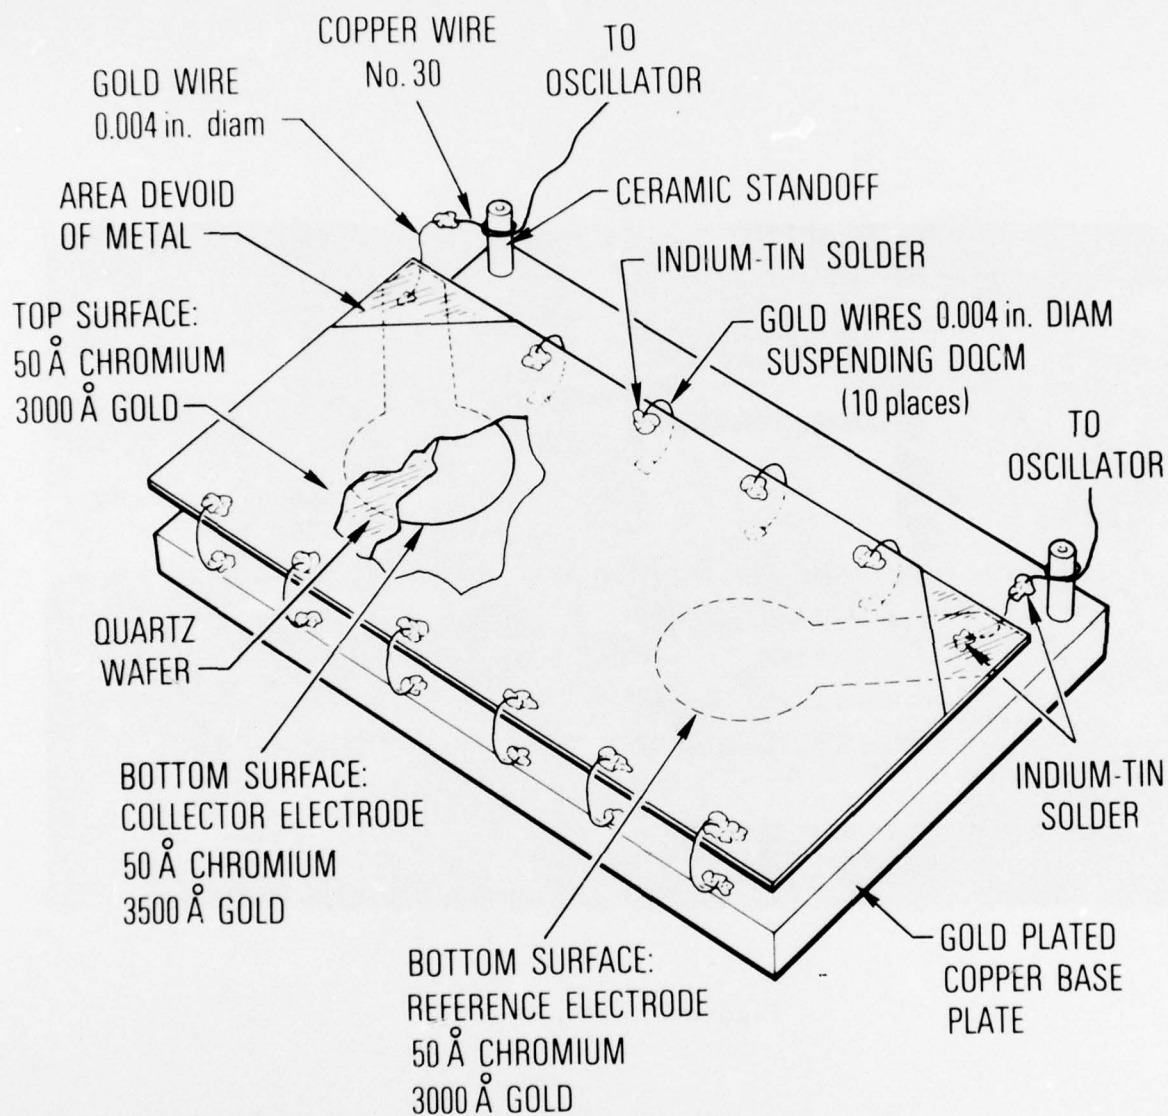 COPPER WIRE
No. 30
TO
OSCILLATOR
GOLD WIRE
0.004 in. diam
AREA DEVOID
OF METAL
CERAMIC STANDOFF
INDIUM-TIN SOLDER
TOP SURFACE:
50 Å CHROMIUM
3000 Å GOLD
GOLD WIRES 0.004 in. DIAM
SUSPENDING DQCM
(10 places)
TO
OSCILLATOR
QUARTZ
WAFER
BOTTOM SURFACE:
COLLECTOR ELECTRODE
50 Å CHROMIUM
3500 Å GOLD
INDIUM-TIN
SOLDER
BOTTOM SURFACE:
REFERENCE ELECTRODE
50 Å CHROMIUM
3000 Å GOLD
GOLD PLATED
COPPER BASE
PLATE